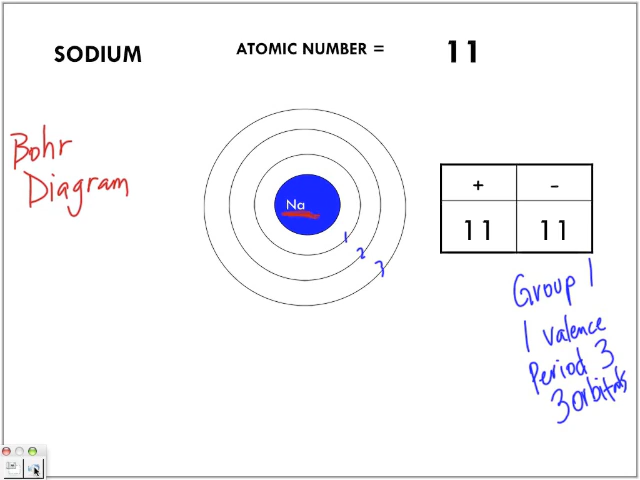 SODIUM
ATOMIC NUMBER =
11
Bohr
Diagram
Na
1
2
3
+ -
11 11
Group 1
1 valence
Period 3
3 orbitals